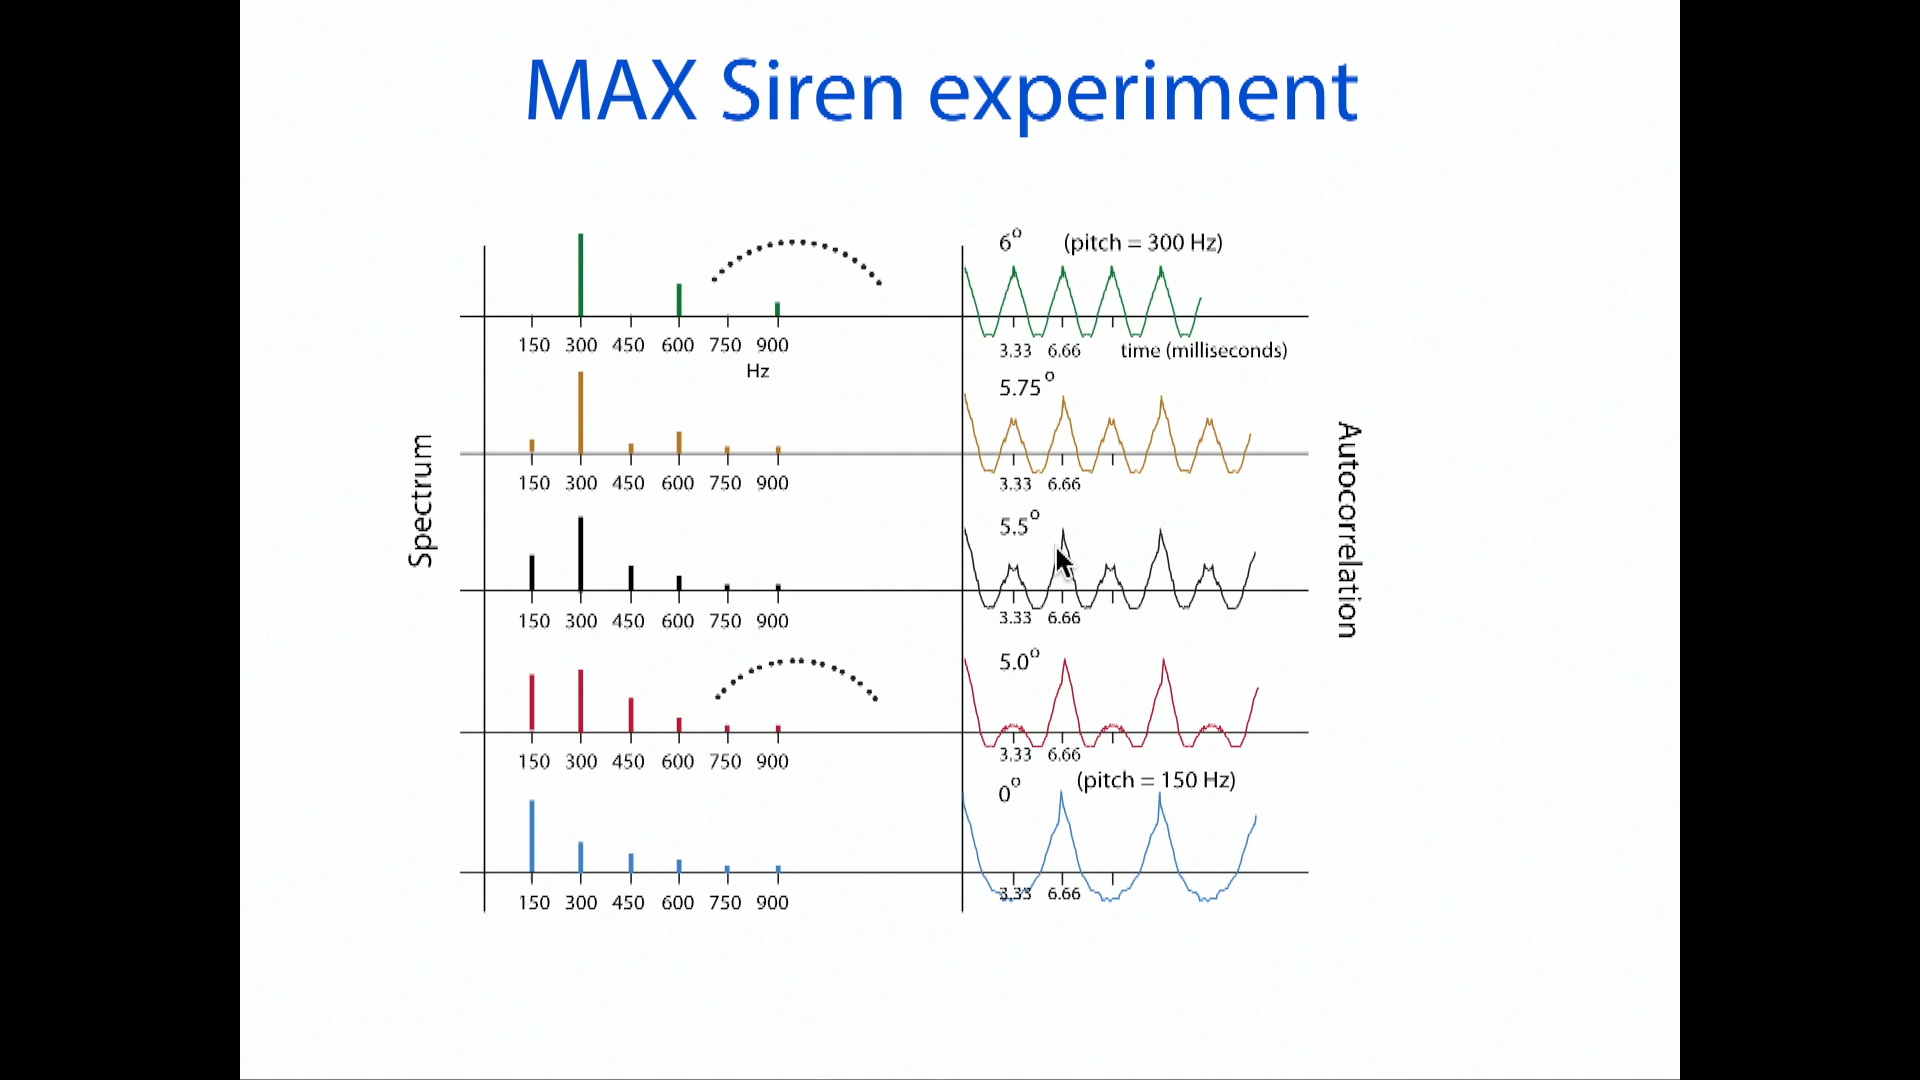 MAX Siren experiment
6° (pitch = 300 Hz)
150 300 450 600 750 900
Hz
3.33 6.66 time (milliseconds)
5.75°
150 300 450 600 750 900
3.33 6.66
Spectrum
Autocorrelation
5.5°
150 300 450 600 750 900
3.33 6.66
5.0°
150 300 450 600 750 900
3.33 6.66
0° (pitch = 150 Hz)
150 300 450 600 750 900
3.33 6.66